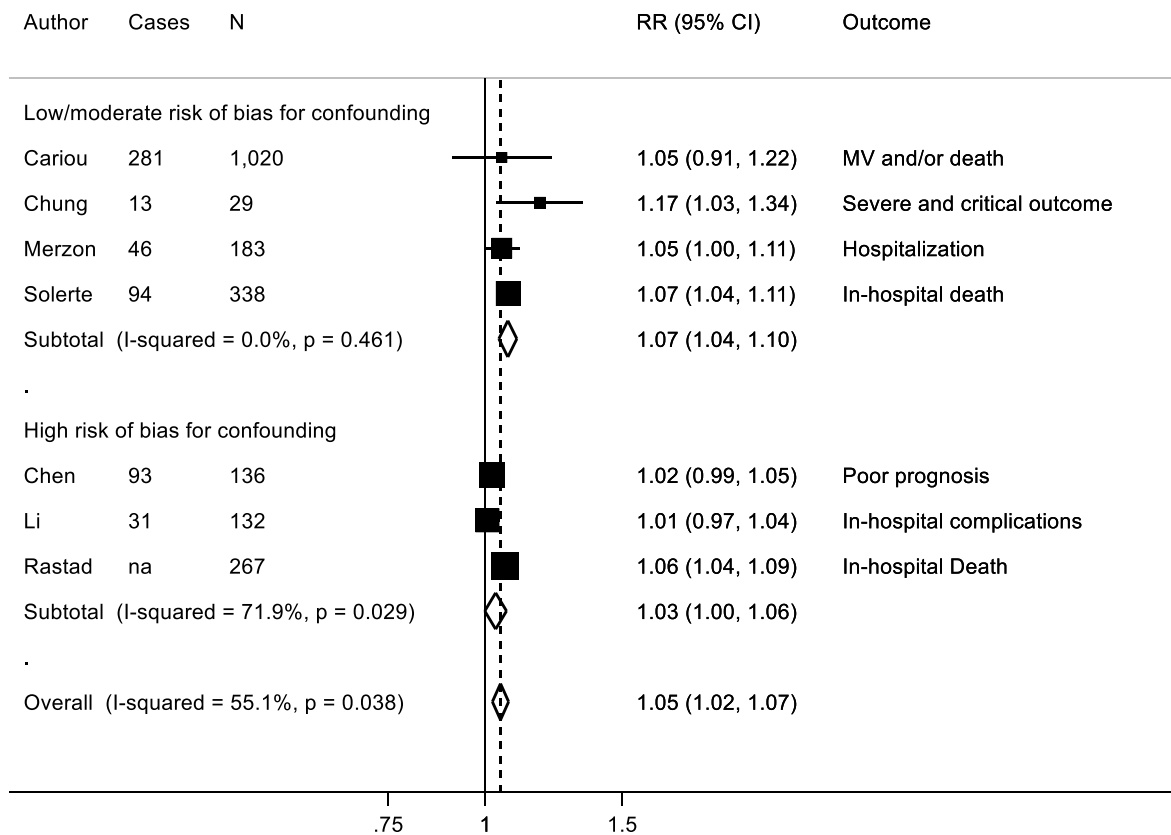 Author Cases N RR (95% CI) Outcome
Low/moderate risk of bias for confounding
Cariou 281 1,020 1.05 (0.91, 1.22) MV and/or death
Chung 13 29 1.17 (1.03, 1.34) Severe and critical outcome
Merzon 46 183 1.05 (1.00, 1.11) Hospitalization
Solerte 94 338 1.07 (1.04, 1.11) In-hospital death
Subtotal (I-squared = 0.0%, p = 0.461) 1.07 (1.04, 1.10)
.
High risk of bias for confounding
Chen 93 136 1.02 (0.99, 1.05) Poor prognosis
Li 31 132 1.01 (0.97, 1.04) In-hospital complications
Rastad na 267 1.06 (1.04, 1.09) In-hospital Death
Subtotal (I-squared = 71.9%, p = 0.029) 1.03 (1.00, 1.06)
.
Overall (I-squared = 55.1%, p = 0.038) 1.05 (1.02, 1.07)
.75 1 1.5